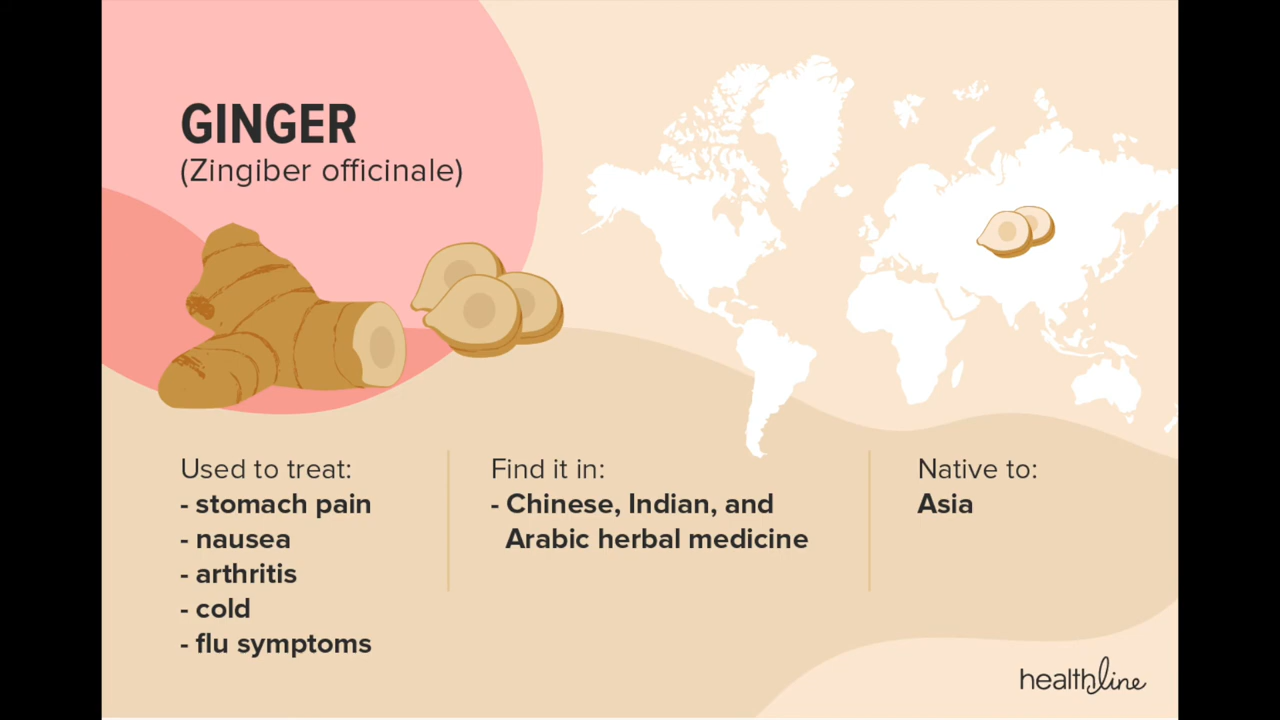 GINGER
(Zingiber officinale)
Used to treat:
- stomach pain
- nausea
- arthritis
- cold
- flu symptoms
Find it in:
- Chinese, Indian, and
Arabic herbal medicine
Native to:
Asia
healthline